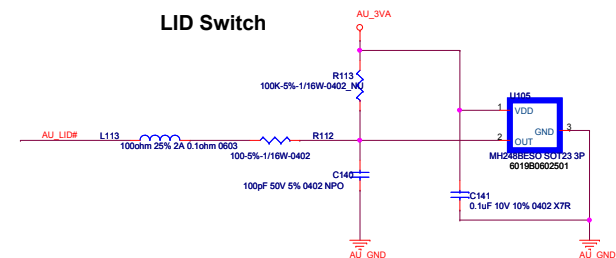 LID Switch
AU_3VA
R113
100K-5%-1/16W-0402_NU
U105
1
VDD
GND
3
AU_LID#
L113
R112
2
OUT
100ohm 25% 2A 0.1ohm 0603
100-5%-1/16W-0402
MH248BESO SOT23 3P
6019B0602501
C140
100pF 50V 5% 0402 NPO
C141
0.1uF 10V 10% 0402 X7R
AU_GND
AU_GND